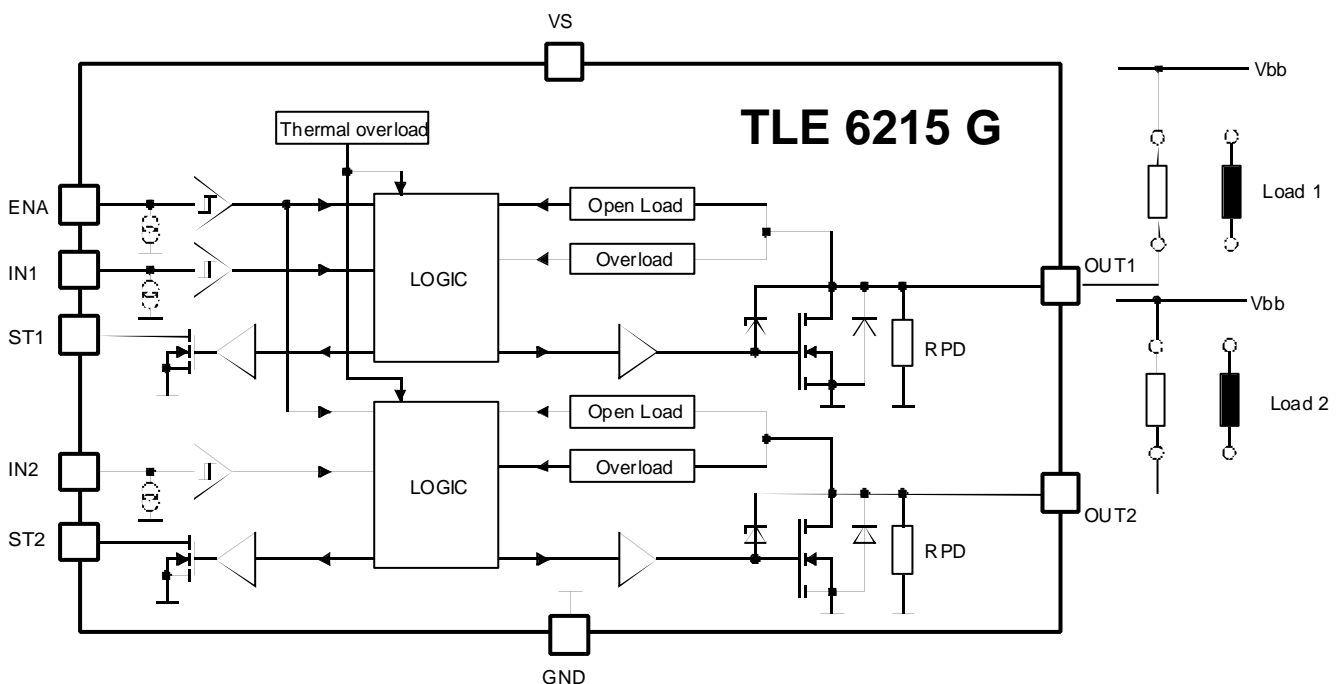 VS
Vbb
TLE 6215 G
Thermal overload
ENA
Open Load
Load 1
IN1
Overload
LOGIC
OUT1
Vbb
ST1
RPD
Open Load
Load 2
IN2
Overload
LOGIC
OUT2
ST2
RPD
GND